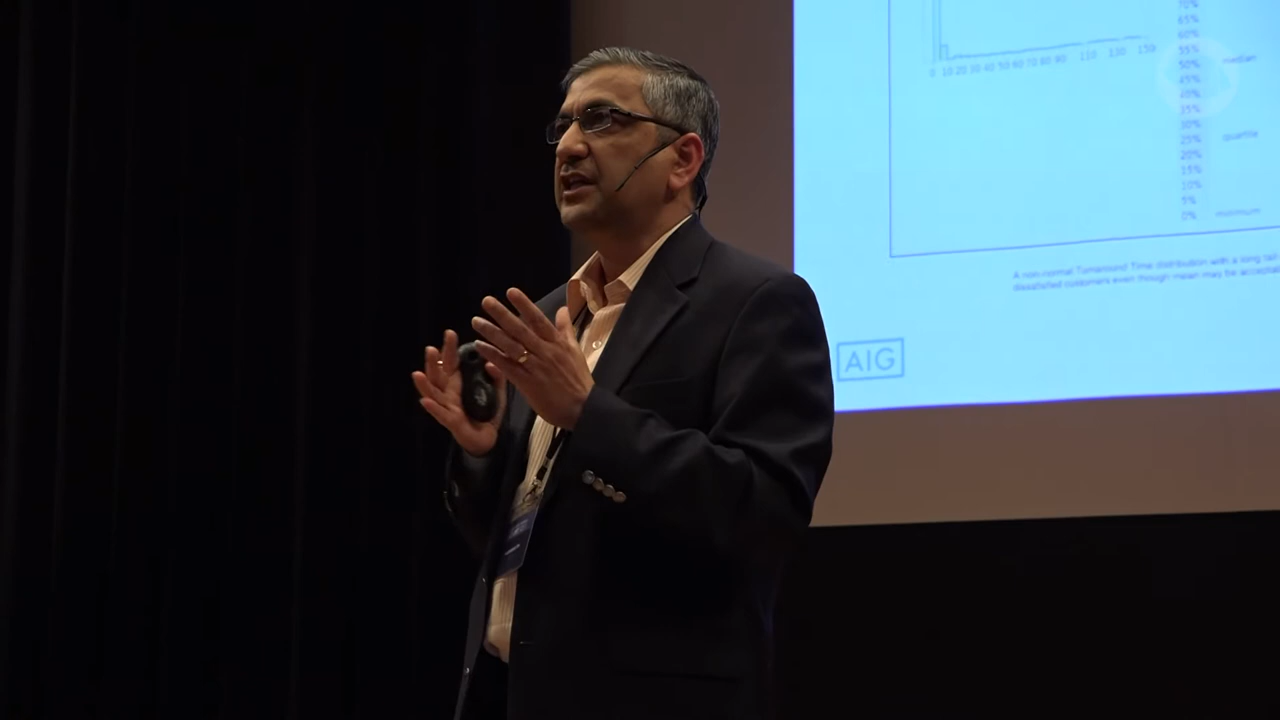 70%
65%
60%
55%
50%
median
45%
40%
35%
30%
25%
quartile
20%
15%
10%
5%
0%
minimum
0 10 20 30 40 50 60 70 80 90 110 130 150
A non-normal Turnaround Time distribution with a long tail
dissatisfied customers even though mean may be accepta
AIG